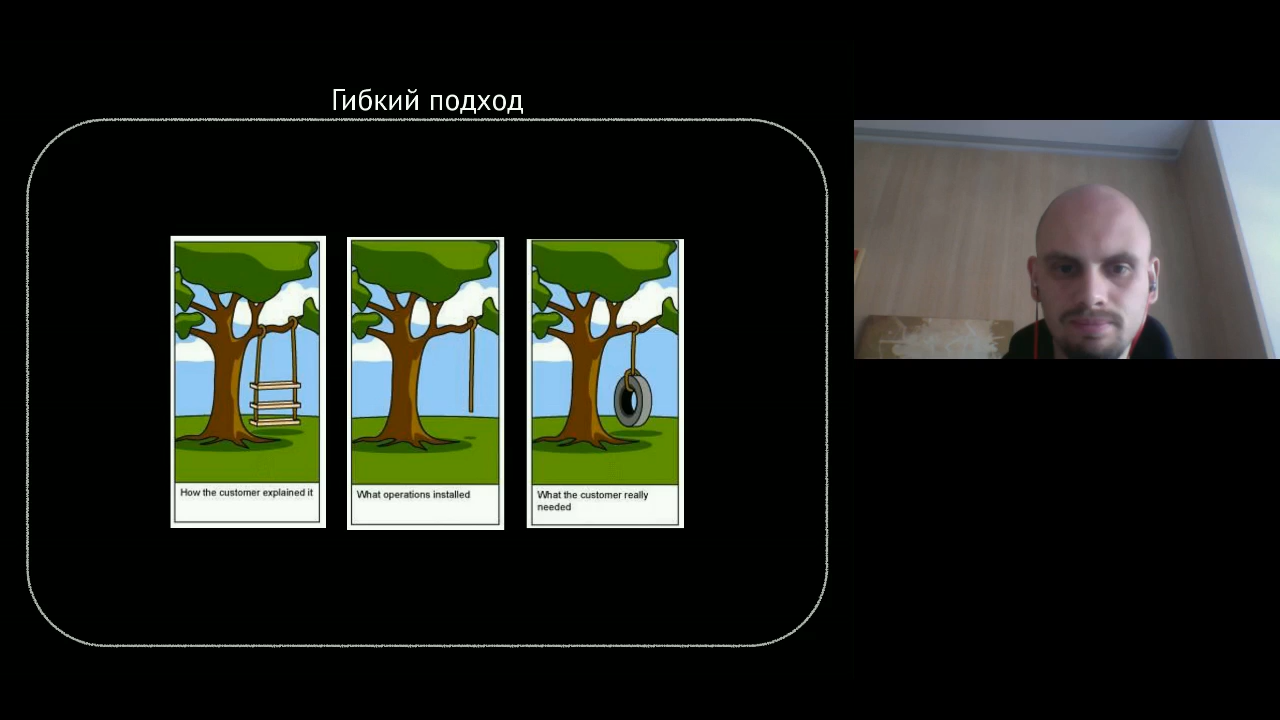 Гибкий подход
How the customer explained it
What operations installed
What the customer really
needed